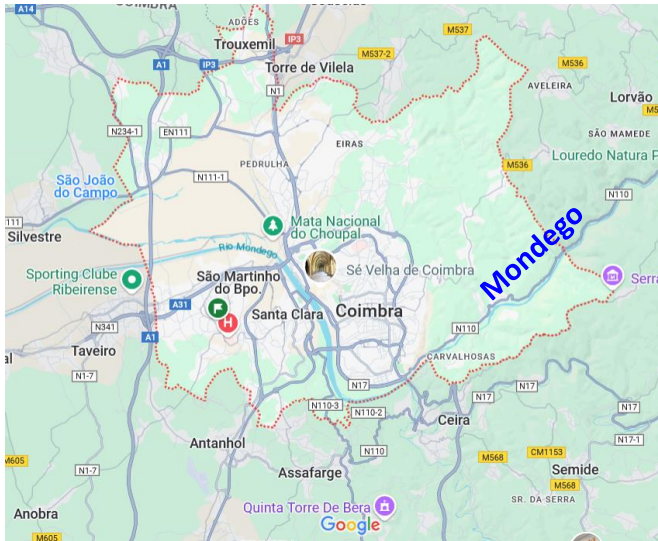 COIMBRA
A14
ADÕES
Trouxemil
IP3
M537
A1
IP3
M537-2
Torre de Vilela
M536
N1
AVELEIRA
Lorvão
N234-1
EN111
SÃO MAMEDE
EIRAS
PEDRULHA
M536
Louredo Natura P
N111-1
São João
do Campo
N110
111
Silvestre
Mata Nacional
do Choupal
Mondego
Rio Mondego
Sporting Clube
Ribeirense
São Martinho
do Bpo.
Sé Velha de Coimbra
Serra
A31
H
Santa Clara
Coimbra
N341
A1
N110
Taveiro
al
CARVALHOSAS
N1-7
N17
N110-3
N110-2
N17
N17
N17
Ceira
N17-1
Antanhol
N110
M605
N1-7
M568
CM1153
Assafarge
Semide
M568
SR. DA SERRA
Quinta Torre De Bera
Anobra
Google
M605